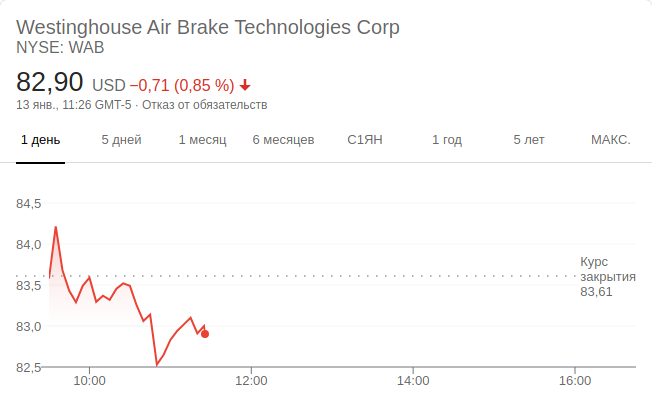 Westinghouse Air Brake Technologies Corp
NYSE: WAB
82,90 USD −0,71 (0,85 %)
13 янв., 11:26 GMT-5 · Отказ от обязательств
1 день 5 дней 1 месяц 6 месяцев С1ЯН 1 год 5 лет МАКС.
84,5
84,0
Курс
закрытия
83,61
83,5
83,0
82,5
10:00 12:00 14:00 16:00